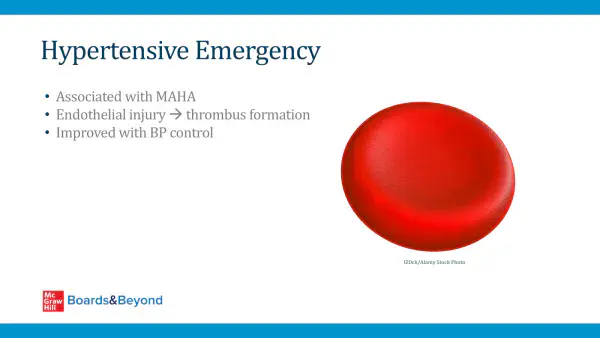 Hypertensive Emergency
• Associated with MAHA
• Endothelial injury → thrombus formation
• Improved with BP control
IZDck/Alamy Stock Photo
Mc
Graw
Hill
Boards&Beyond